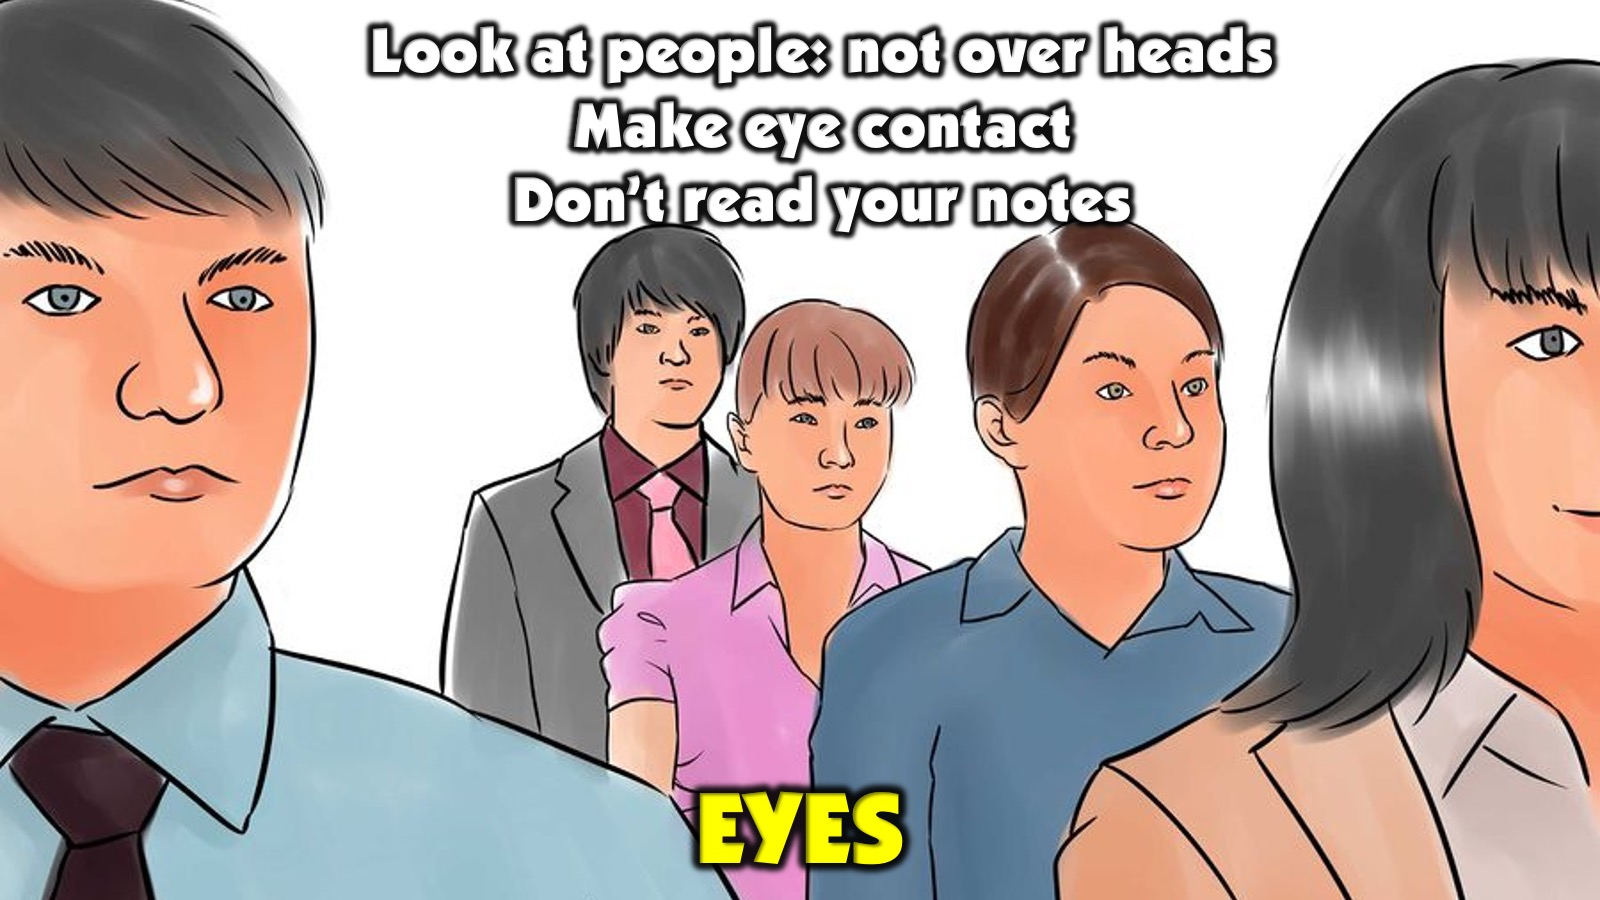 Look at people: not over heads
Make eye contact
Don’t read your notes
EYES